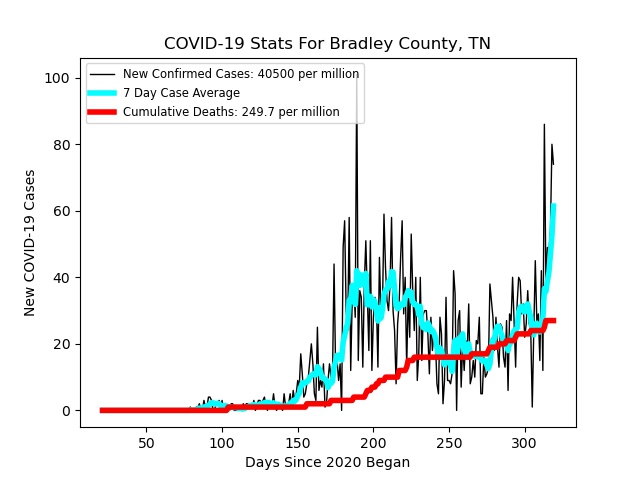 COVID-19 Stats For Bradley County, TN
New Confirmed Cases: 40500 per million
7 Day Case Average
Cumulative Deaths: 249.7 per million
New COVID-19 Cases
100
80
60
40
20
0
50
100
150
200
250
300
Days Since 2020 Began